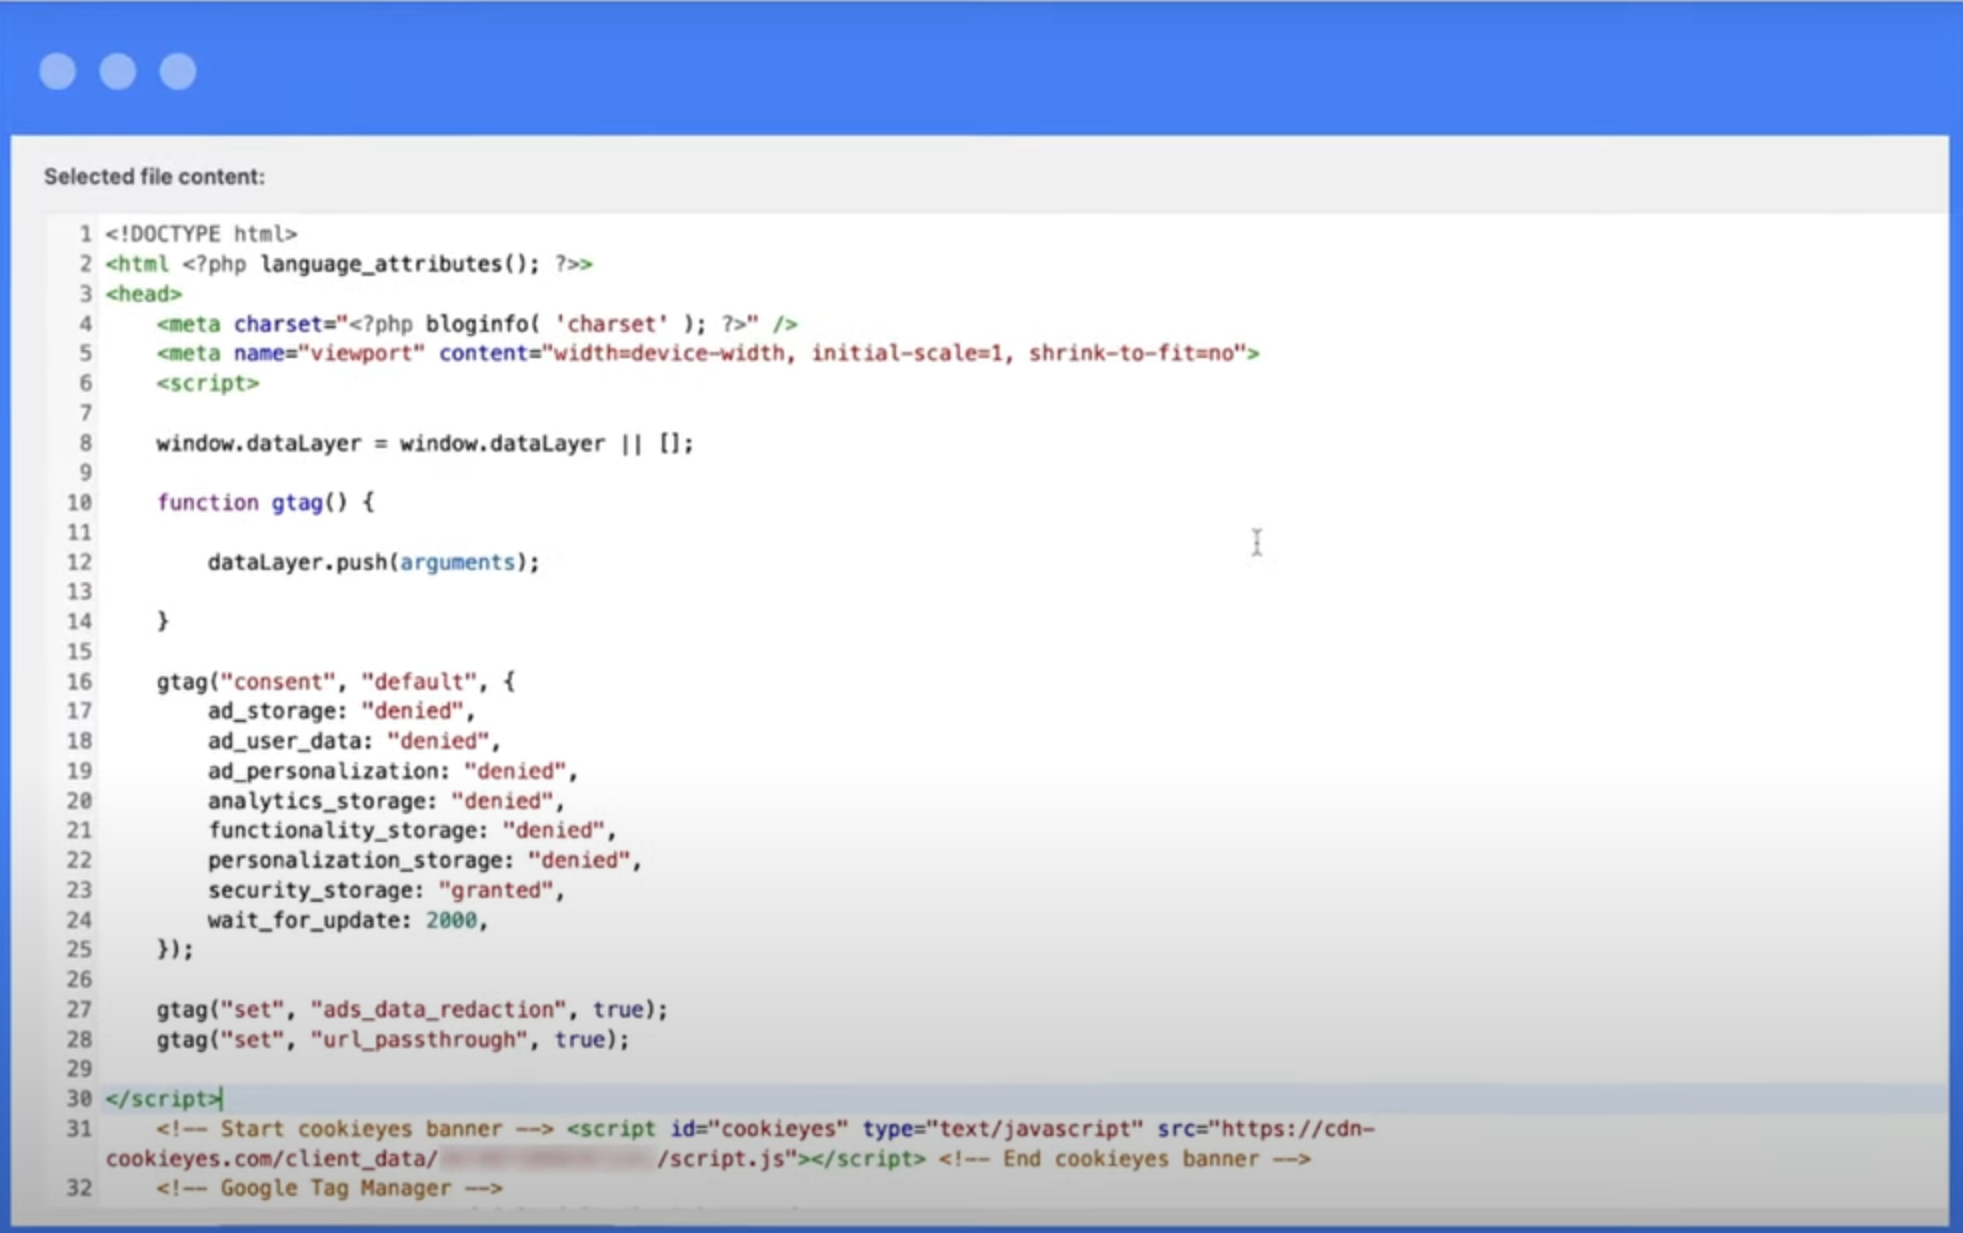 Selected file content:
1 <!DOCTYPE html>
2 <html <?php language_attributes(); ?>>
3 <head>
4     <meta charset="<?php bloginfo( 'charset' ); ?>" />
5     <meta name="viewport" content="width=device-width, initial-scale=1, shrink-to-fit=no">
6     <script>
7
8     window.dataLayer = window.dataLayer || [];
9
10     function gtag() {
11
12         dataLayer.push(arguments);
13
14     }
15
16     gtag("consent", "default", {
17         ad_storage: "denied",
18         ad_user_data: "denied",
19         ad_personalization: "denied",
20         analytics_storage: "denied",
21         functionality_storage: "denied",
22         personalization_storage: "denied",
23         security_storage: "granted",
24         wait_for_update: 2000,
25     });
26
27     gtag("set", "ads_data_redaction", true);
28     gtag("set", "url_passthrough", true);
29
30 </script>
31     <!-- Start cookieyes banner --> <script id="cookieyes" type="text/javascript" src="https://cdn-
cookieyes.com/client_data/ /script.js"></script> <!-- End cookieyes banner -->
32     <!-- Google Tag Manager -->